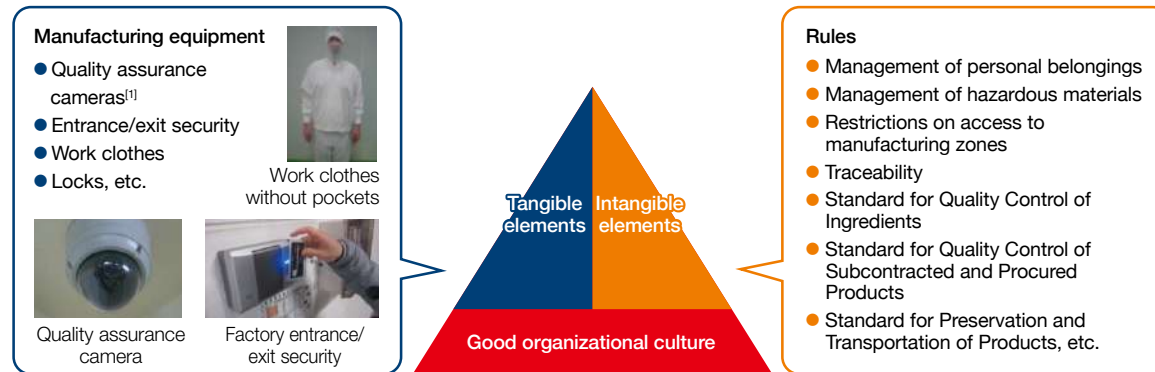 Manufacturing equipment
● Quality assurance
cameras[1]
● Entrance/exit security
● Work clothes
● Locks, etc.
Work clothes
without pockets
Quality assurance
camera
Factory entrance/
exit security
Tangible
elements
Intangible
elements
Good organizational culture
Rules
● Management of personal belongings
● Management of hazardous materials
● Restrictions on access to
manufacturing zones
● Traceability
● Standard for Quality Control of
Ingredients
● Standard for Quality Control of
Subcontracted and Procured
Products
● Standard for Preservation and
Transportation of Products, etc.